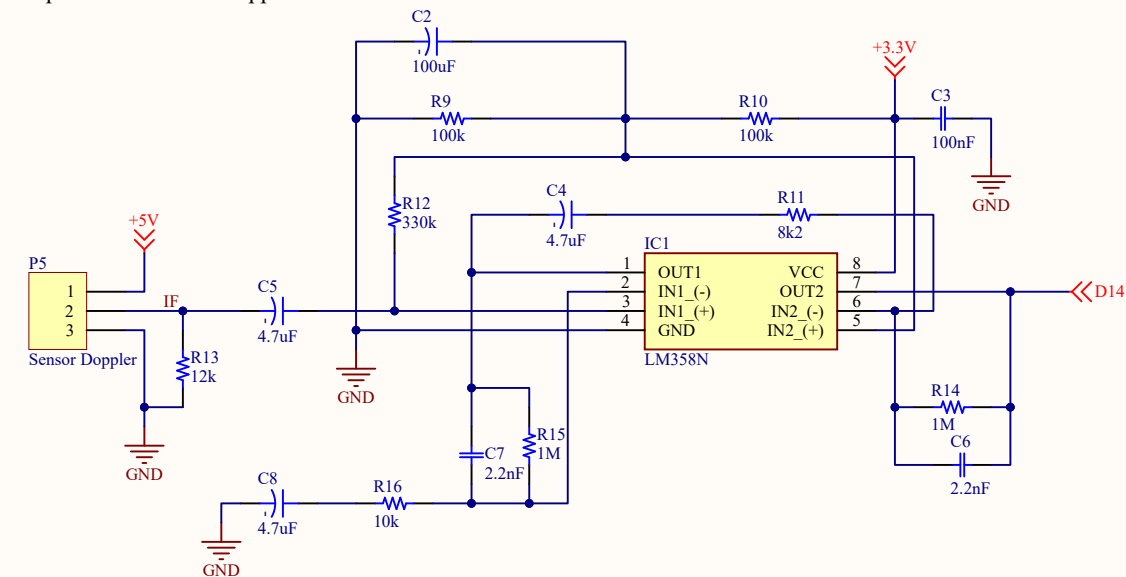 C2
100uF
+3.3V
R9
100k
R10
100k
C3
100nF
GND
R12
330k
C4
4.7uF
R11
8k2
+5V
P5
1
2
3
Sensor Doppler
IF
C5
4.7uF
R13
12k
GND
GND
IC1
1 OUT1 VCC 8
2 IN1_(-) OUT2 7
3 IN1_(+) IN2_(-) 6
4 GND IN2_(+) 5
LM358N
D14
R14
1M
C6
2.2nF
R15
1M
C7
2.2nF
C8
4.7uF
R16
10k
GND